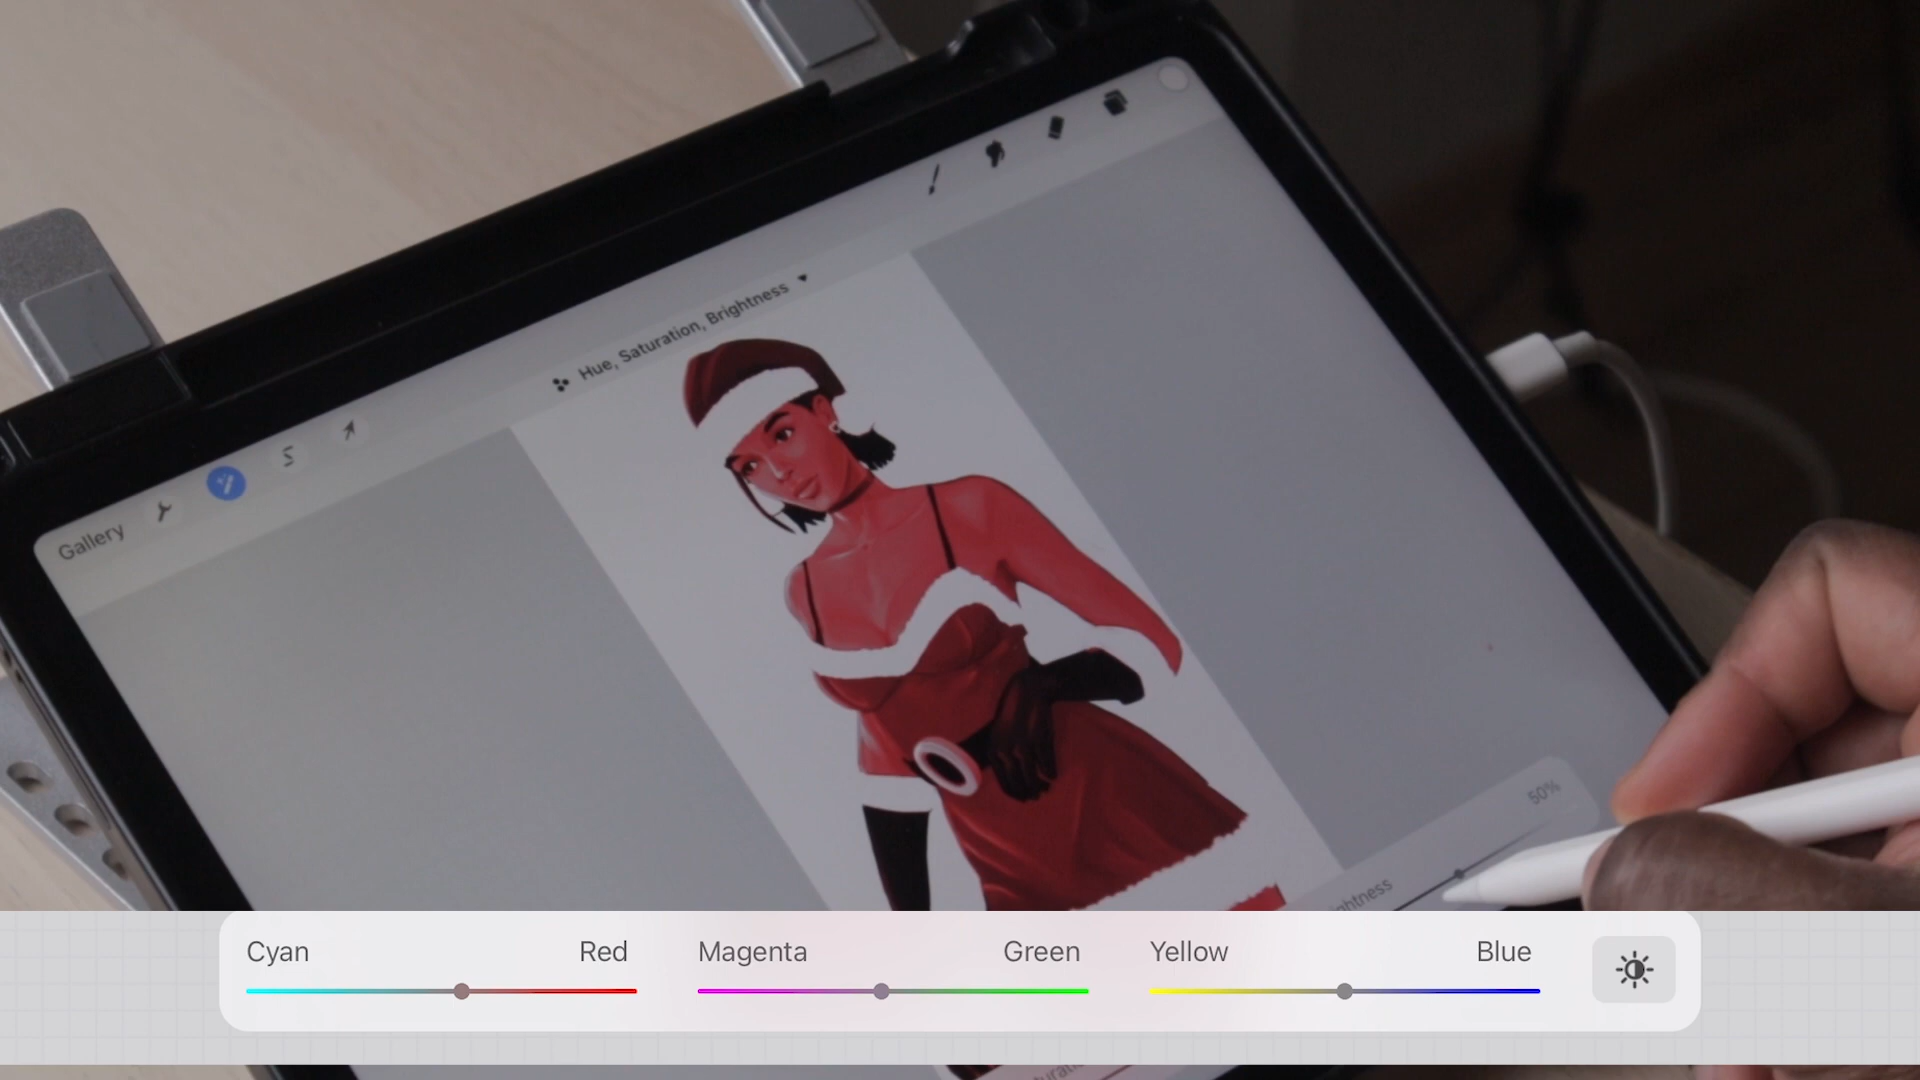 Hue, Saturation, Brightness
Gallery
S
50%
Cyan Red Magenta Green Yellow Blue